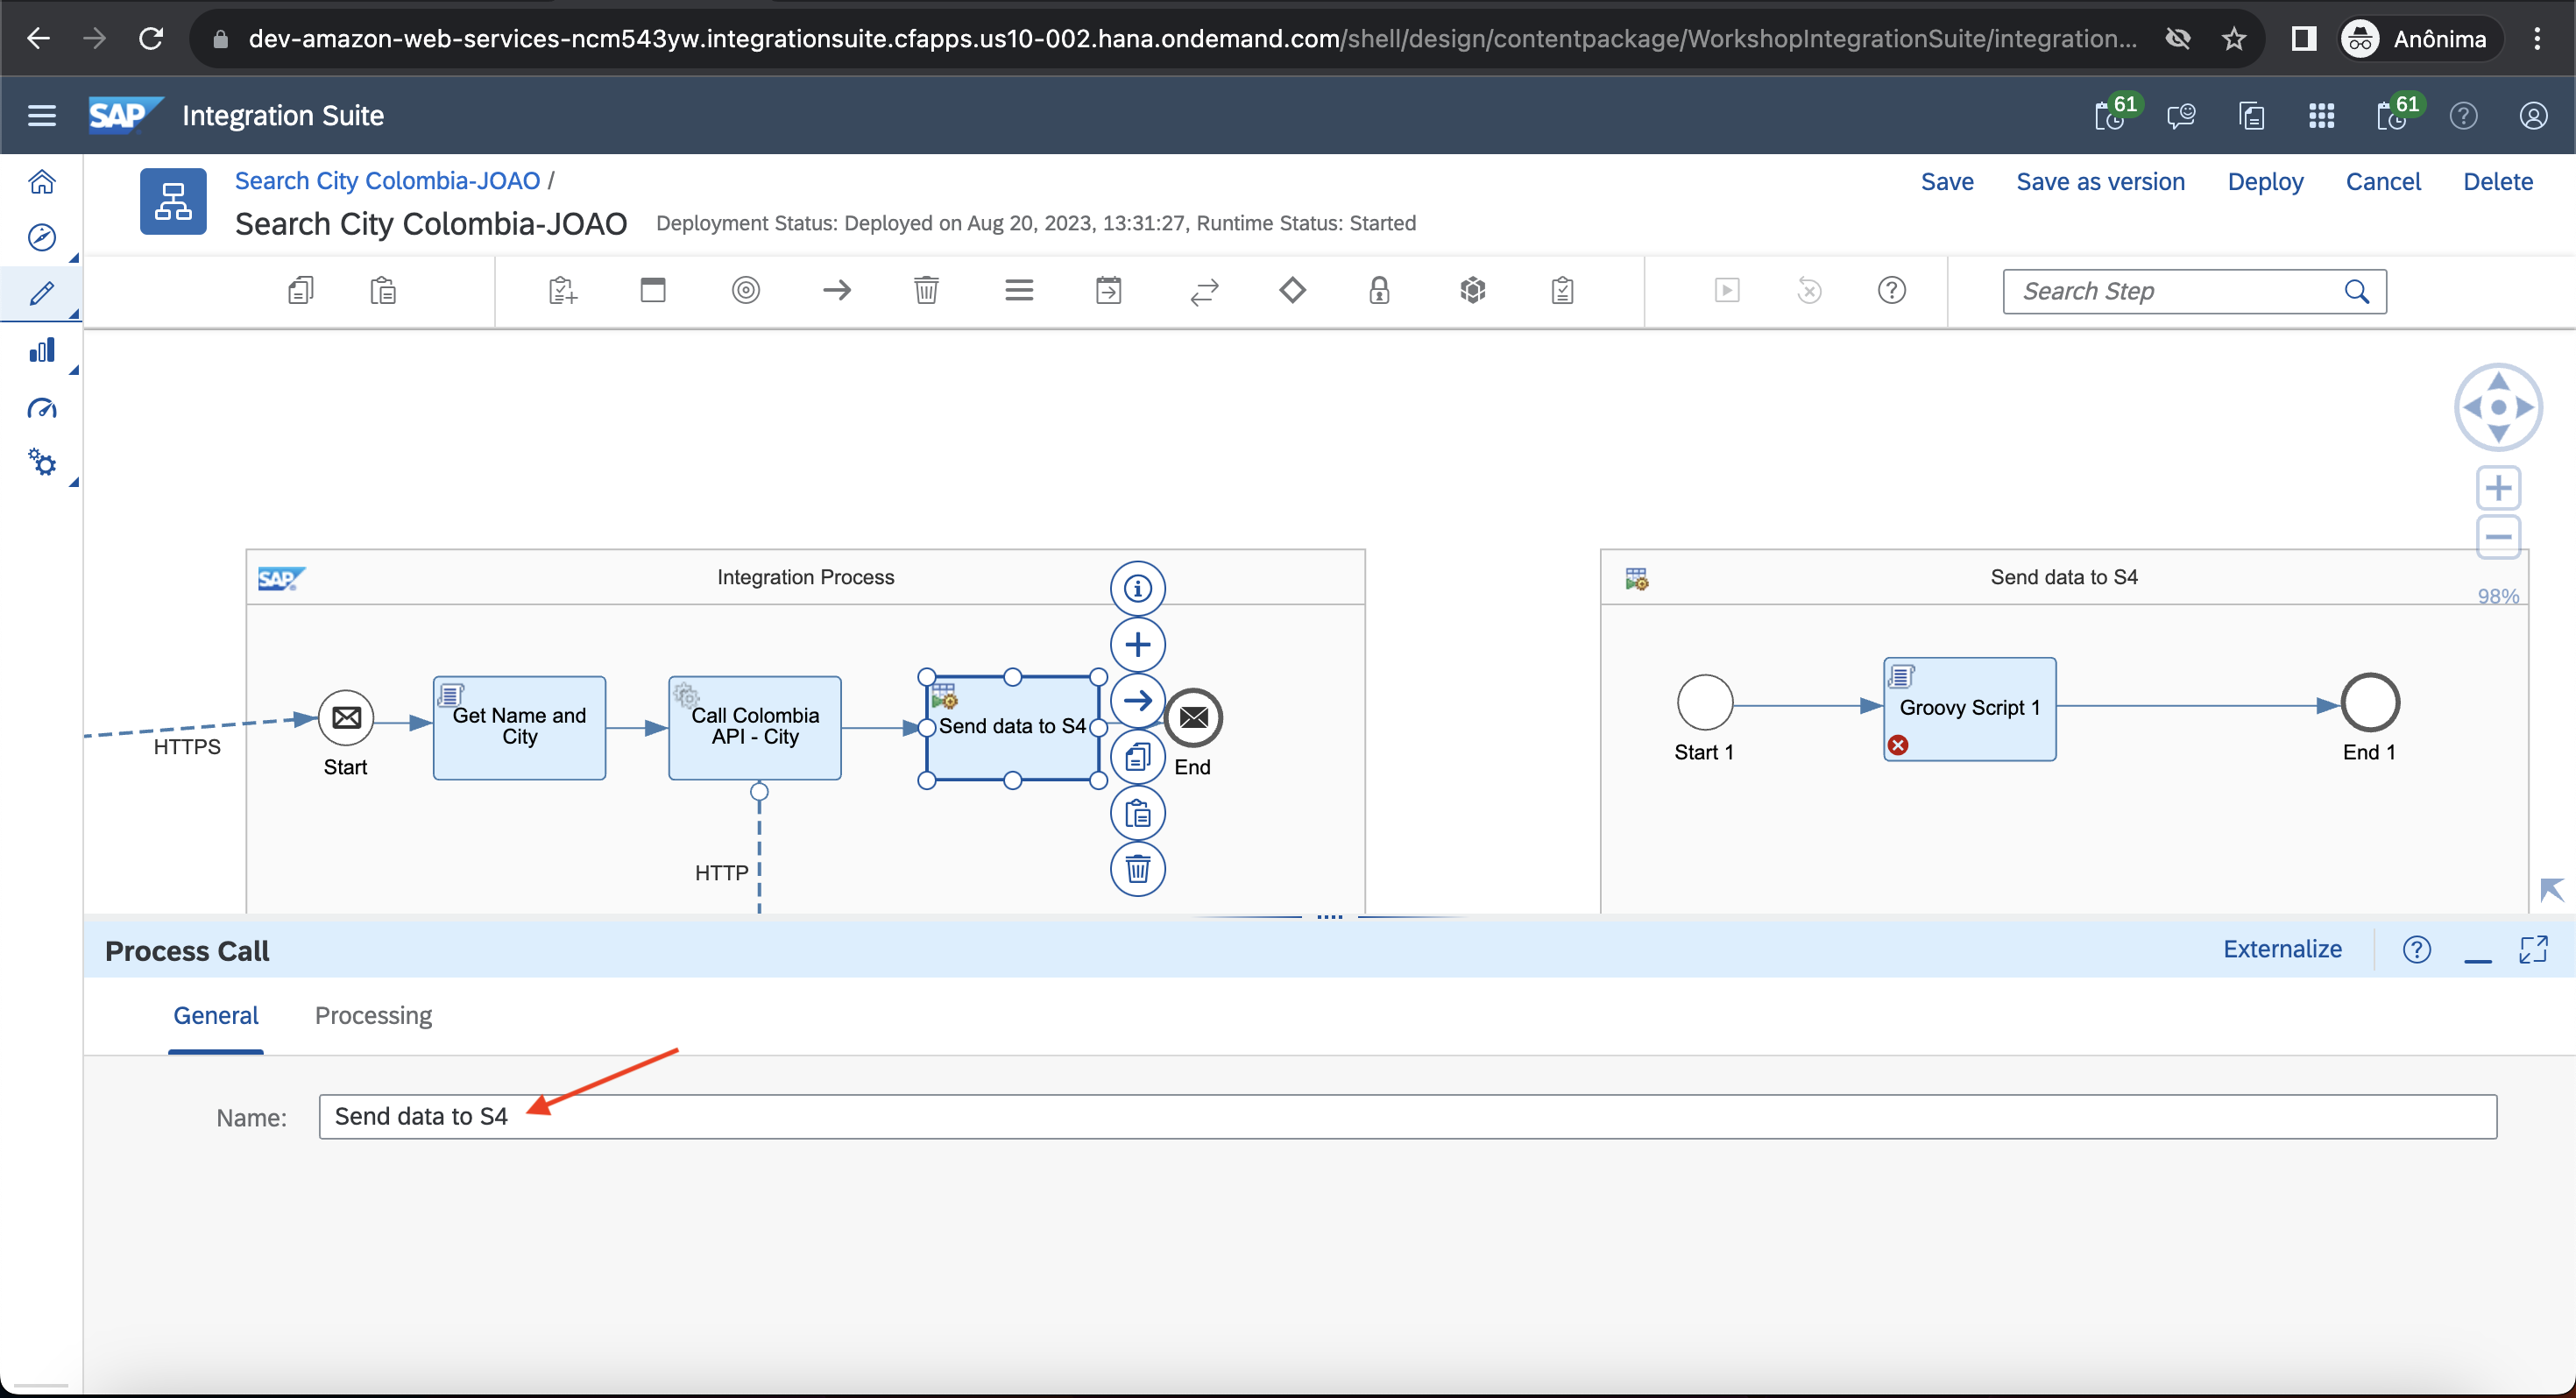 dev-amazon-web-services-ncm543yw.integrationsuite.cfapps.us10-002.hana.ondemand.com/shell/design/contentpackage/WorkshopIntegrationSuite/integration...
Anônima
SAP Integration Suite
61
61
Search City Colombia-JOAO /
Save Save as version Deploy Cancel Delete
Search City Colombia-JOAO Deployment Status: Deployed on Aug 20, 2023, 13:31:27, Runtime Status: Started
Search Step
SAP Integration Process
Send data to S4
98%
HTTPS
Start
Get Name and
City
Call Colombia
API - City
Send data to S4
End
HTTP
Start 1
Groovy Script 1
End 1
Process Call
Externalize
General Processing
Name: Send data to S4